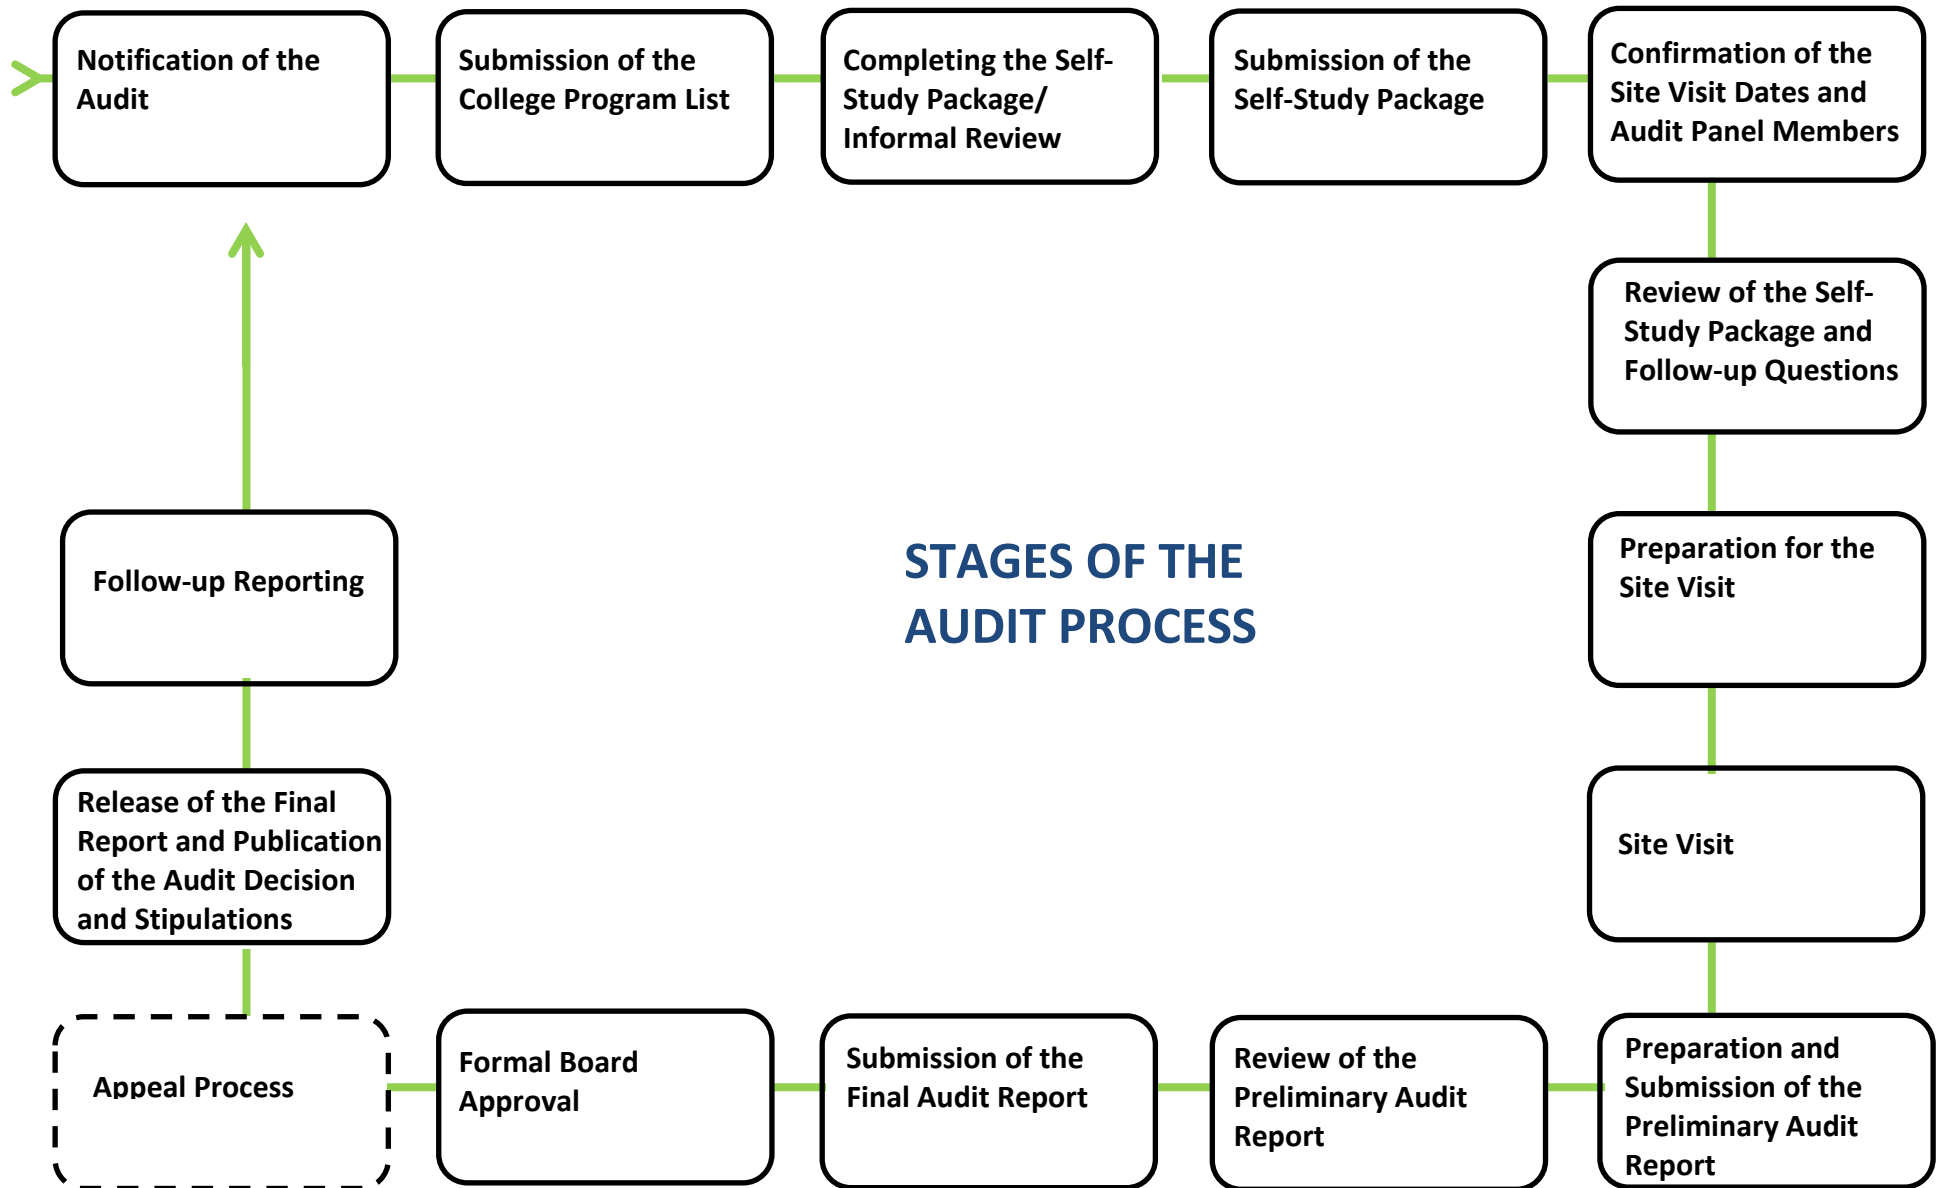 Notification of the
Audit
Submission of the
College Program List
Completing the Self-
Study Package/
Informal Review
Submission of the
Self-Study Package
Confirmation of the
Site Visit Dates and
Audit Panel Members
Review of the Self-
Study Package and
Follow-up Questions
Preparation for the
Site Visit
Site Visit
Preparation and
Submission of the
Preliminary Audit
Report
Review of the
Preliminary Audit
Report
Submission of the
Final Audit Report
Formal Board
Approval
Appeal Process
Release of the Final
Report and Publication
of the Audit Decision
and Stipulations
Follow-up Reporting
STAGES OF THE
AUDIT PROCESS